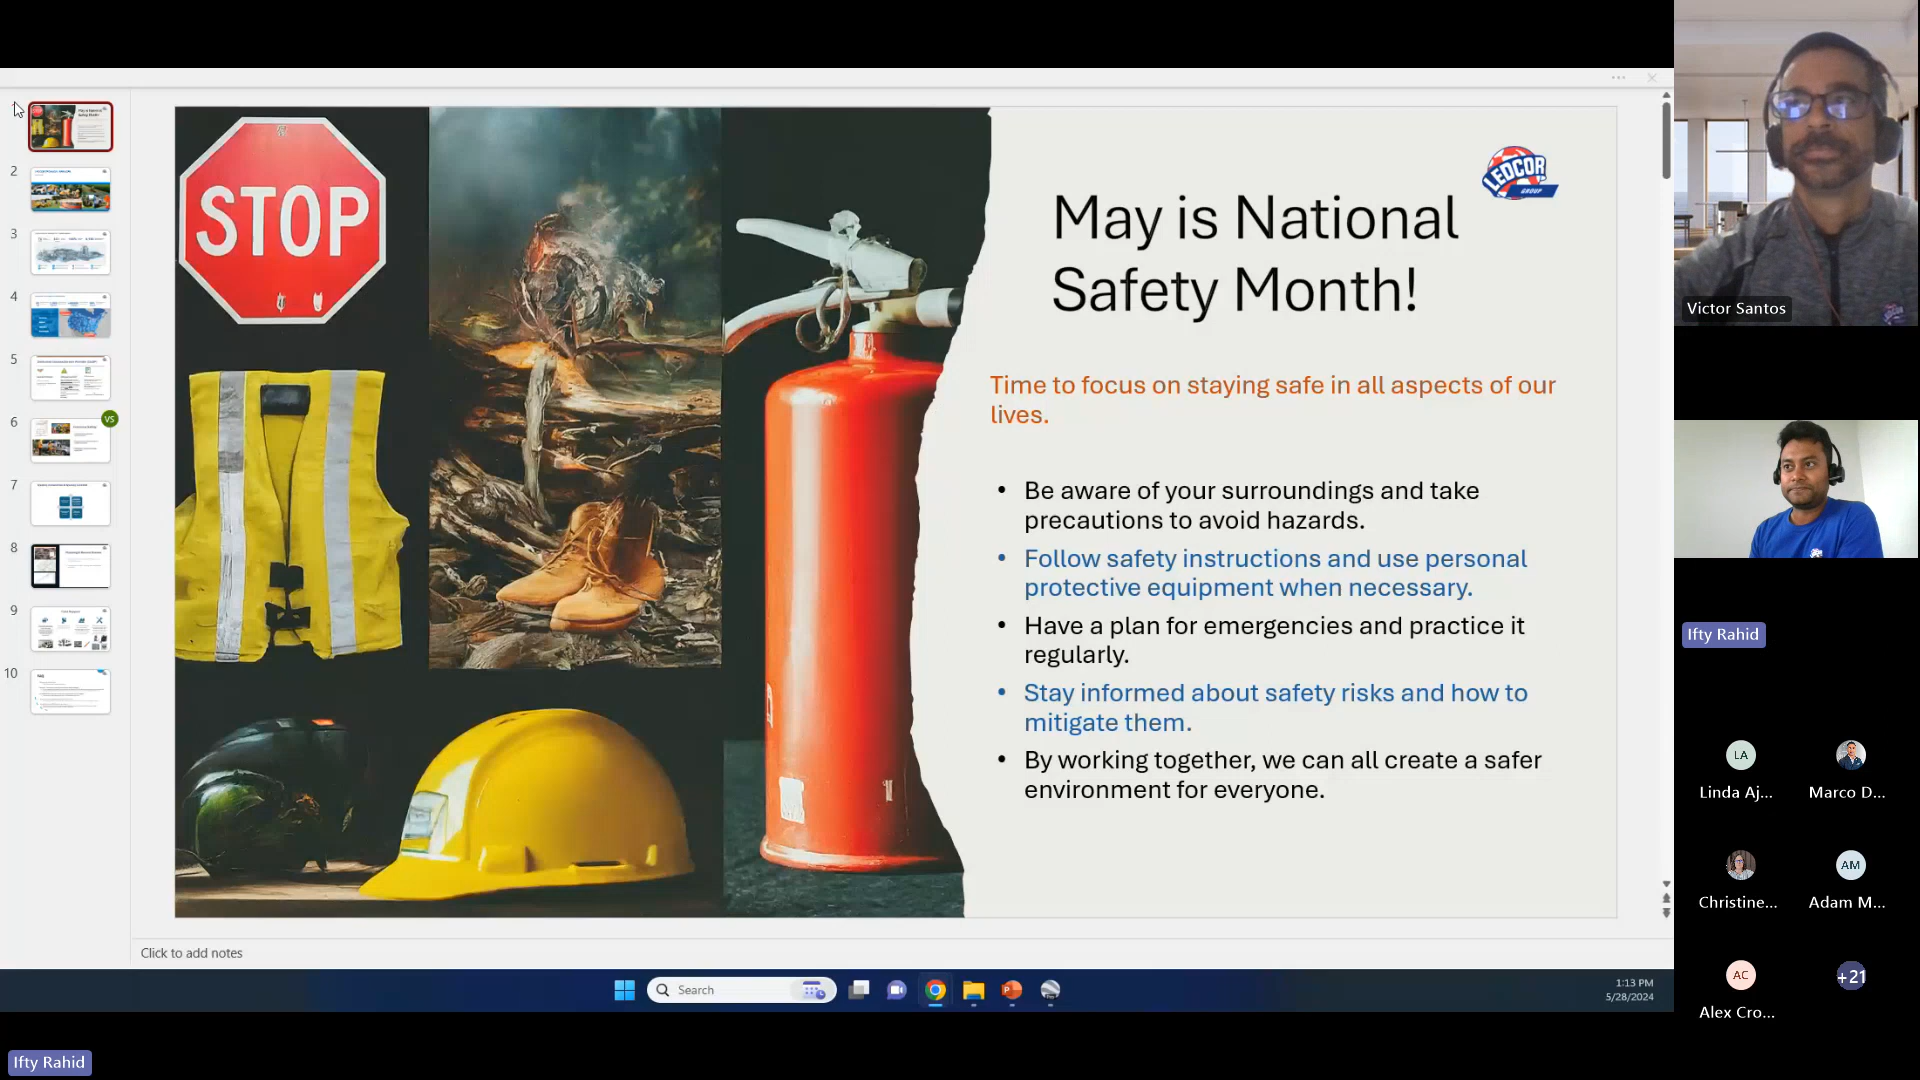 STOP
LEDCOR
GROUP
May is National
Safety Month!
Time to focus on staying safe in all aspects of our
lives.
• Be aware of your surroundings and take
precautions to avoid hazards.
• Follow safety instructions and use personal
protective equipment when necessary.
• Have a plan for emergencies and practice it
regularly.
• Stay informed about safety risks and how to
mitigate them.
• By working together, we can all create a safer
environment for everyone.
2
3
4
5
6
VS
7
8
9
10
Click to add notes
Search
1:13 PM
5/28/2024
Ifty Rahid
Victor Santos
Ifty Rahid
LA
Linda Aj...
Marco D...
Christine...
AM
Adam M...
AC
Alex Cro...
+21